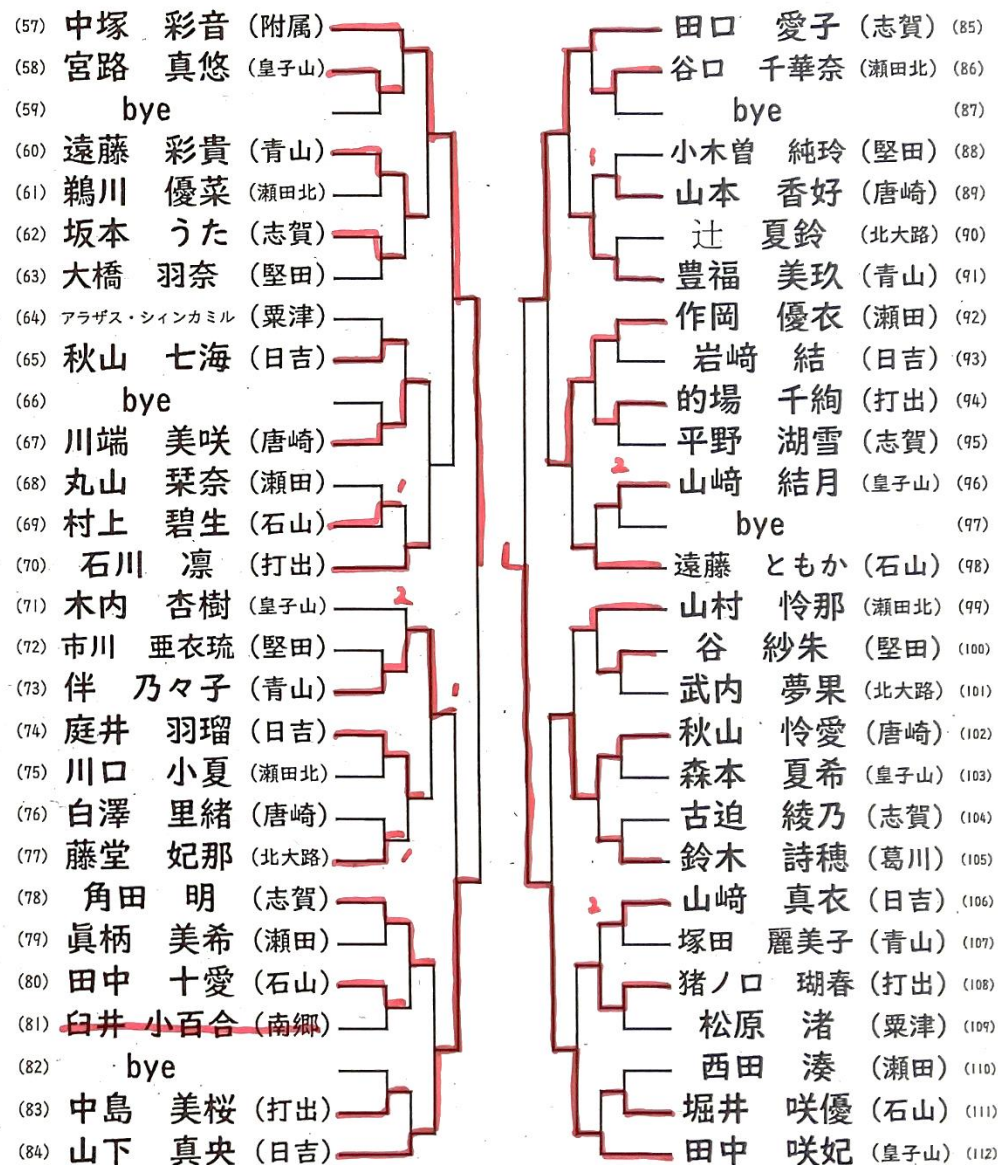 (57) 中塚 彩音 (附属)
(58) 宮路 真悠 (皇子山)
(59) bye
(60) 遠藤 彩貴 (青山)
(61) 鵜川 優菜 (瀬田北)
(62) 坂本 うた (志賀)
(63) 大橋 羽奈 (堅田)
(64) アラザス・シィンカミル (粟津)
(65) 秋山 七海 (日吉)
(66) bye
(67) 川端 美咲 (唐崎)
(68) 丸山 栞奈 (瀬田)
1
(69) 村上 碧生 (石山)
(70) 石川 凛 (打出)
(71) 木内 杏樹 (皇子山)
2
(72) 市川 亜衣琉 (堅田)
(73) 伴 乃々子 (青山)
1
(74) 庭井 羽瑠 (日吉)
(75) 川口 小夏 (瀬田北)
(76) 白澤 里緒 (唐崎)
(77) 藤堂 妃那 (北大路)
1
(78) 角田 明 (志賀)
(79) 眞柄 美希 (瀬田)
(80) 田中 十愛 (石山)
(81) 臼井 小百合 (南郷)
(82) bye
(83) 中島 美桜 (打出)
(84) 山下 真央 (日吉)
田口 愛子 (志賀) (85)
谷口 千華奈 (瀬田北) (86)
bye (87)
小木曽 純玲 (堅田) (88)
1
山本 香好 (唐崎) (89)
辻 夏鈴 (北大路) (90)
豊福 美玖 (青山) (91)
作岡 優衣 (瀬田) (92)
岩﨑 結 (日吉) (93)
的場 千絢 (打出) (94)
平野 湖雪 (志賀) (95)
2
山﨑 結月 (皇子山) (96)
bye (97)
遠藤 ともか (石山) (98)
山村 怜那 (瀬田北) (99)
谷 紗朱 (堅田) (100)
武内 夢果 (北大路) (101)
秋山 怜愛 (唐崎) (102)
森本 夏希 (皇子山) (103)
古迫 綾乃 (志賀) (104)
鈴木 詩穂 (葛川) (105)
2
山﨑 真衣 (日吉) (106)
塚田 麗美子 (青山) (107)
猪ノ口 瑚春 (打出) (108)
松原 渚 (粟津) (109)
西田 湊 (瀬田) (110)
堀井 咲優 (石山) (111)
田中 咲妃 (皇子山) (112)